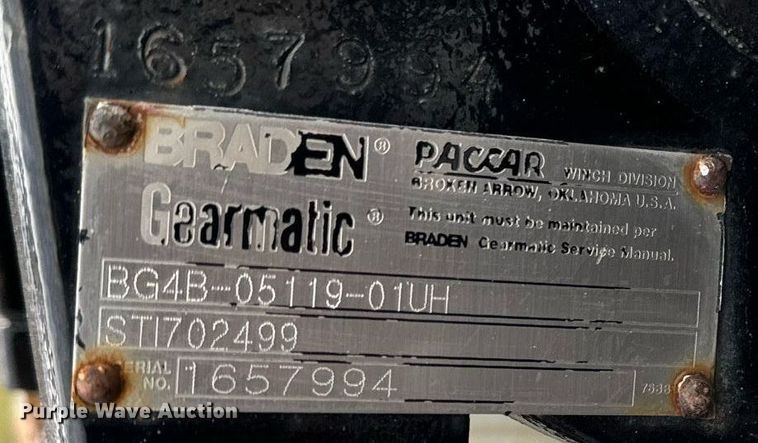 1657994
BRADEN®
PACCAR WINCH DIVISION
BROKEN ARROW, OKLAHOMA U.S.A.
Gearmatic®
This unit must be maintained per
BRADEN Gearmatic Service Manual.
BG4B-05119-01UH
STI702499
SERIAL NO. 1657994
Purple Wave Auction